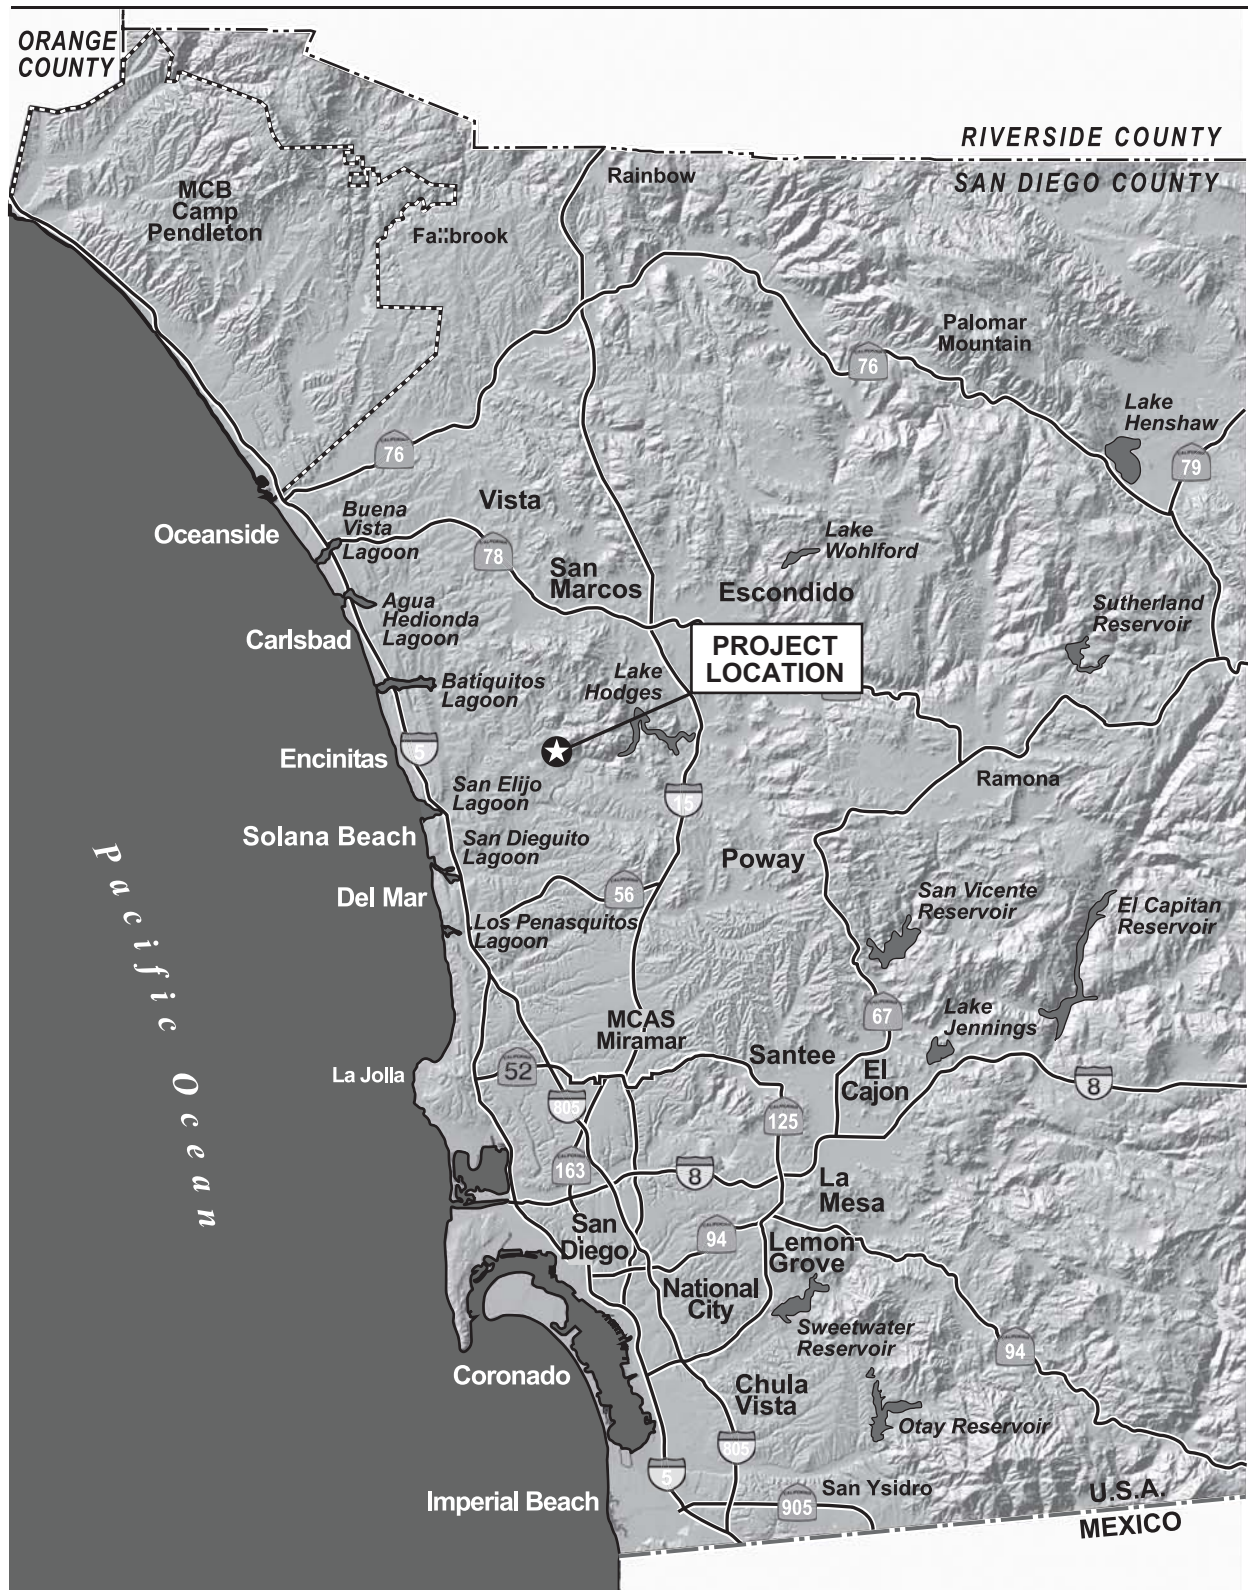 ORANGE
COUNTY
RIVERSIDE COUNTY
SAN DIEGO COUNTY
Rainbow
MCB
Camp
Pendleton
Fallbrook
Palomar
Mountain
76
Lake
Henshaw
79
76
Vista
Buena
Vista
Lagoon
Oceanside
78
Lake
Wohlford
San
Marcos
Escondido
Agua
Hedionda
Lagoon
Sutherland
Reservoir
Carlsbad
PROJECT
LOCATION
Lake
Hodges
Batiquitos
Lagoon
Encinitas
5
San Elijo
Lagoon
Ramona
15
Solana Beach
San Dieguito
Lagoon
Poway
Del Mar
56
San Vicente
Reservoir
El Capitan
Reservoir
Los Penasquitos
Lagoon
Pacific Ocean
67
Lake
Jennings
MCAS
Miramar
Santee
El
Cajon
La Jolla
CALIFORNIA
52
805
8
125
163
8
La
Mesa
San
Diego
94
Lemon
Grove
National
City
Sweetwater
Reservoir
94
Coronado
Chula
Vista
Otay Reservoir
805
5
San Ysidro
Imperial Beach
905
U.S.A.
MEXICO